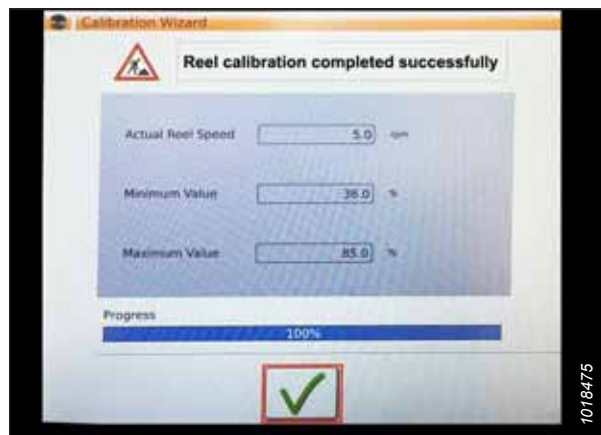 Calibration Wizard
Reel calibration completed successfully
Actual Reel Speed 5.0 rpm
Minimum Value 36.0 %
Maximum Value 85.0 %
Progress
100%
1018475